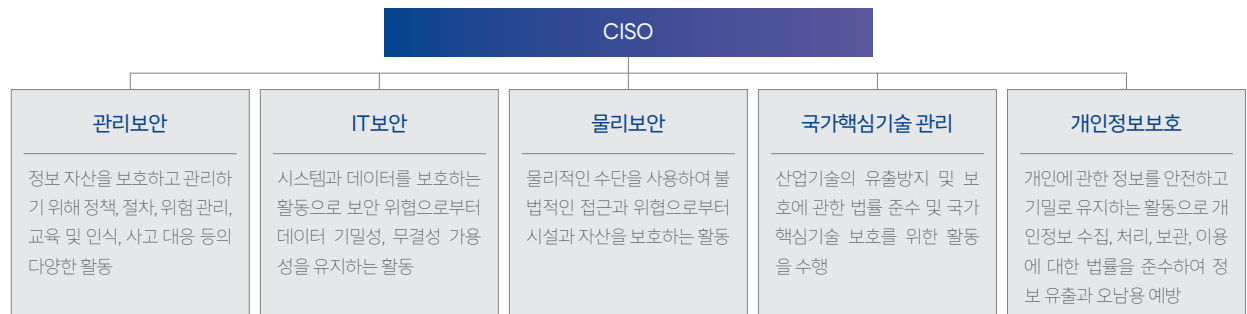 CISO
관리보안
정보 자산을 보호하고 관리하
기 위해 정책, 절차, 위험 관리,
교육 및 인식, 사고 대응 등의
다양한 활동
IT보안
시스템과 데이터를 보호하는
활동으로 보안 위협으로부터
데이터 기밀성, 무결성 가용
성을 유지하는 활동
물리보안
물리적인 수단을 사용하여 불
법적인 접근과 위협으로부터
시설과 자산을 보호하는 활동
국가핵심기술 관리
산업기술의 유출방지 및 보
호에 관한 법률 준수 및 국가
핵심기술 보호를 위한 활동
을 수행
개인정보보호
개인에 관한 정보를 안전하고
기밀로 유지하는 활동으로 개
인정보 수집, 처리, 보관, 이용
에 대한 법률을 준수하여 정
보 유출과 오남용 예방